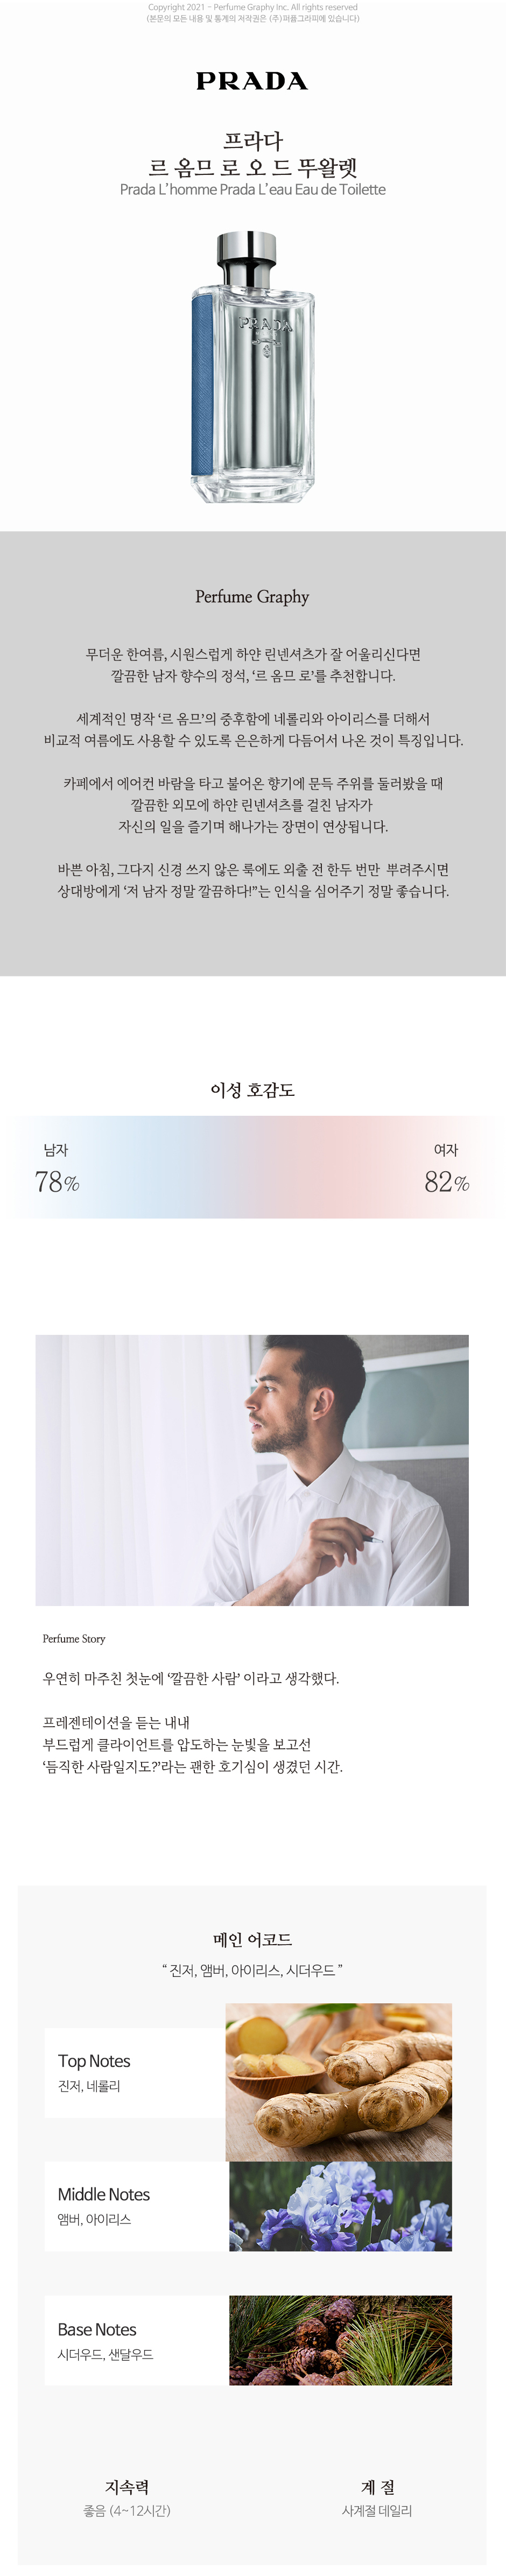 Copyright 2021 - Perfume Graphy Inc. All rights reserved
(본문의 모든 내용 및 통계의 저작권은 (주)퍼퓸그라피에 있습니다)
PRADA
프라다
르 옴므 로 오 드 뚜왈렛
Prada L'homme Prada L'eau Eau de Toilette
PRADA
Perfume Graphy
무더운 한여름, 시원스럽게 하얀 린넨셔츠가 잘 어울리신다면
깔끔한 남자 향수의 정석, ‘르 옴므 로’를 추천합니다.
세계적인 명작 ‘르 옴므’의 중후함에 네롤리와 아이리스를 더해서
비교적 여름에도 사용할 수 있도록 은은하게 다듬어서 나온 것이 특징입니다.
카페에서 에어컨 바람을 타고 불어온 향기에 문득 주위를 둘러봤을 때
깔끔한 외모에 하얀 린넨셔츠를 걸친 남자가
자신의 일을 즐기며 해나가는 장면이 연상됩니다.
바쁜 아침, 그다지 신경 쓰지 않은 룩에도 외출 전 한두 번만 뿌려주시면
상대방에게 ‘저 남자 정말 깔끔하다!”는 인식을 심어주기 정말 좋습니다.
이성 호감도
남자 여자
78% 82%
Perfume Story
우연히 마주친 첫눈에 ‘깔끔한 사람’ 이라고 생각했다.
프레젠테이션을 듣는 내내
부드럽게 클라이언트를 압도하는 눈빛을 보고선
‘듬직한 사람일지도?’라는 괜한 호기심이 생겼던 시간.
메인 어코드
“ 진저, 앰버, 아이리스, 시더우드 ”
Top Notes
진저, 네롤리
Middle Notes
앰버, 아이리스
Base Notes
시더우드, 샌달우드
지속력 계 절
좋음 (4~12시간) 사계절 데일리